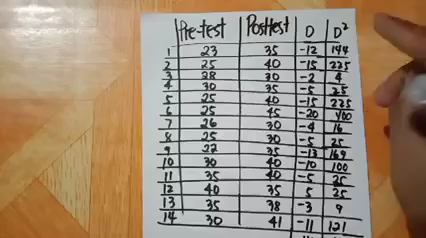 Pre-test Posttest D D²
1 23 35 -12 144
2 25 40 -15 225
3 28 30 -2 4
4 30 35 -5 25
5 25 40 -15 225
6 25 45 -20 400
7 26 30 -4 16
8 25 30 -5 25
9 22 35 -13 169
10 30 40 -10 100
11 35 40 -5 25
12 40 35 5 25
13 35 38 -3 9
14 30 41 -11 121